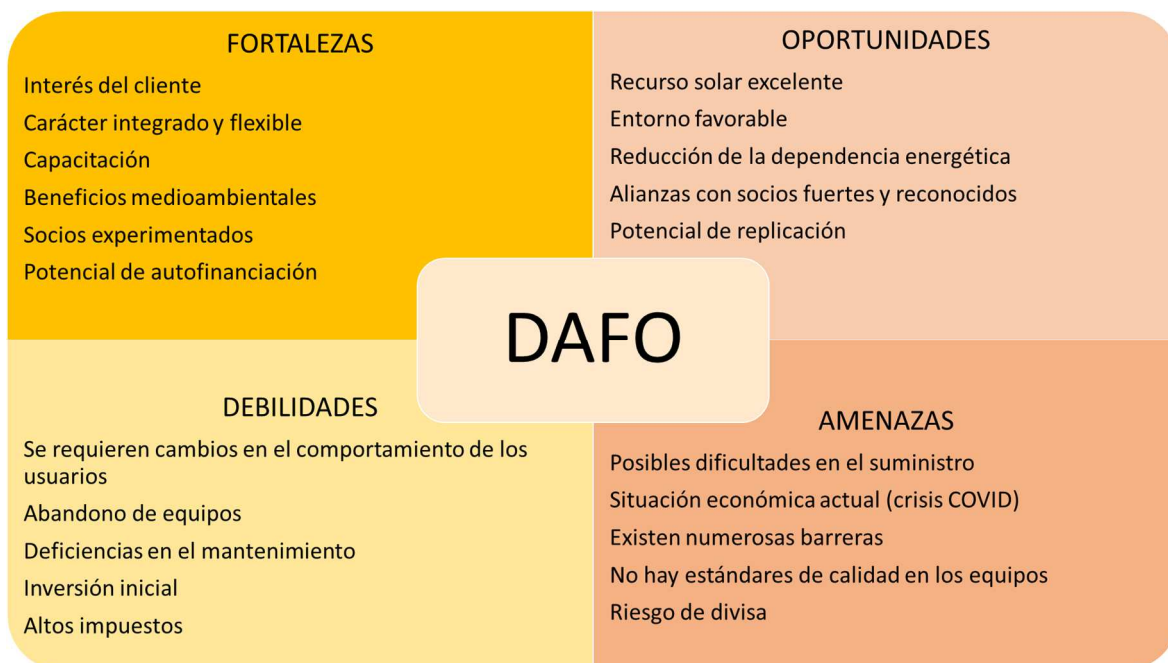 FORTALEZAS
Interés del cliente
Carácter integrado y flexible
Capacitación
Beneficios medioambientales
Socios experimentados
Potencial de autofinanciación
OPORTUNIDADES
Recurso solar excelente
Entorno favorable
Reducción de la dependencia energética
Alianzas con socios fuertes y reconocidos
Potencial de replicación
DAFO
DEBILIDADES
Se requieren cambios en el comportamiento de los
usuarios
Abandono de equipos
Deficiencias en el mantenimiento
Inversión inicial
Altos impuestos
AMENAZAS
Posibles dificultades en el suministro
Situación económica actual (crisis COVID)
Existen numerosas barreras
No hay estándares de calidad en los equipos
Riesgo de divisa